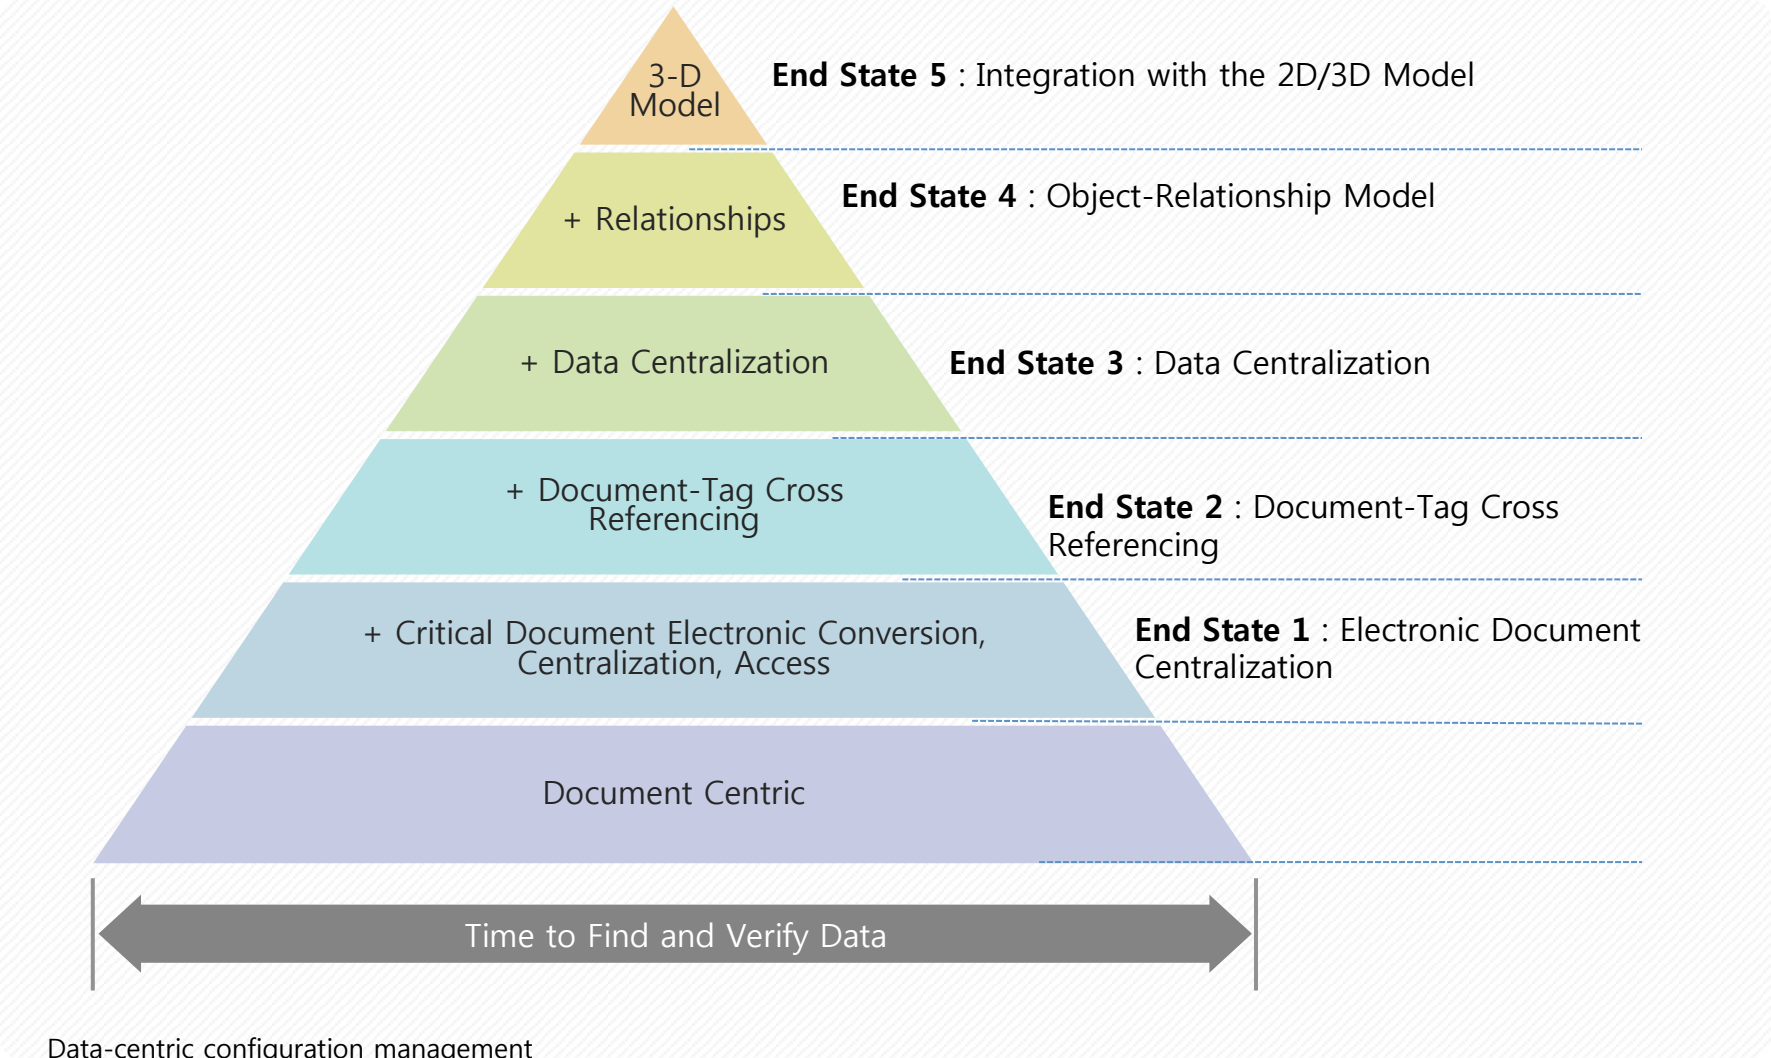 3-D
Model
End State 5 : Integration with the 2D/3D Model
+ Relationships
End State 4 : Object-Relationship Model
+ Data Centralization
End State 3 : Data Centralization
+ Document-Tag Cross
Referencing
End State 2 : Document-Tag Cross
Referencing
+ Critical Document Electronic Conversion,
Centralization, Access
End State 1 : Electronic Document
Centralization
Document Centric
Time to Find and Verify Data
Data-centric configuration management